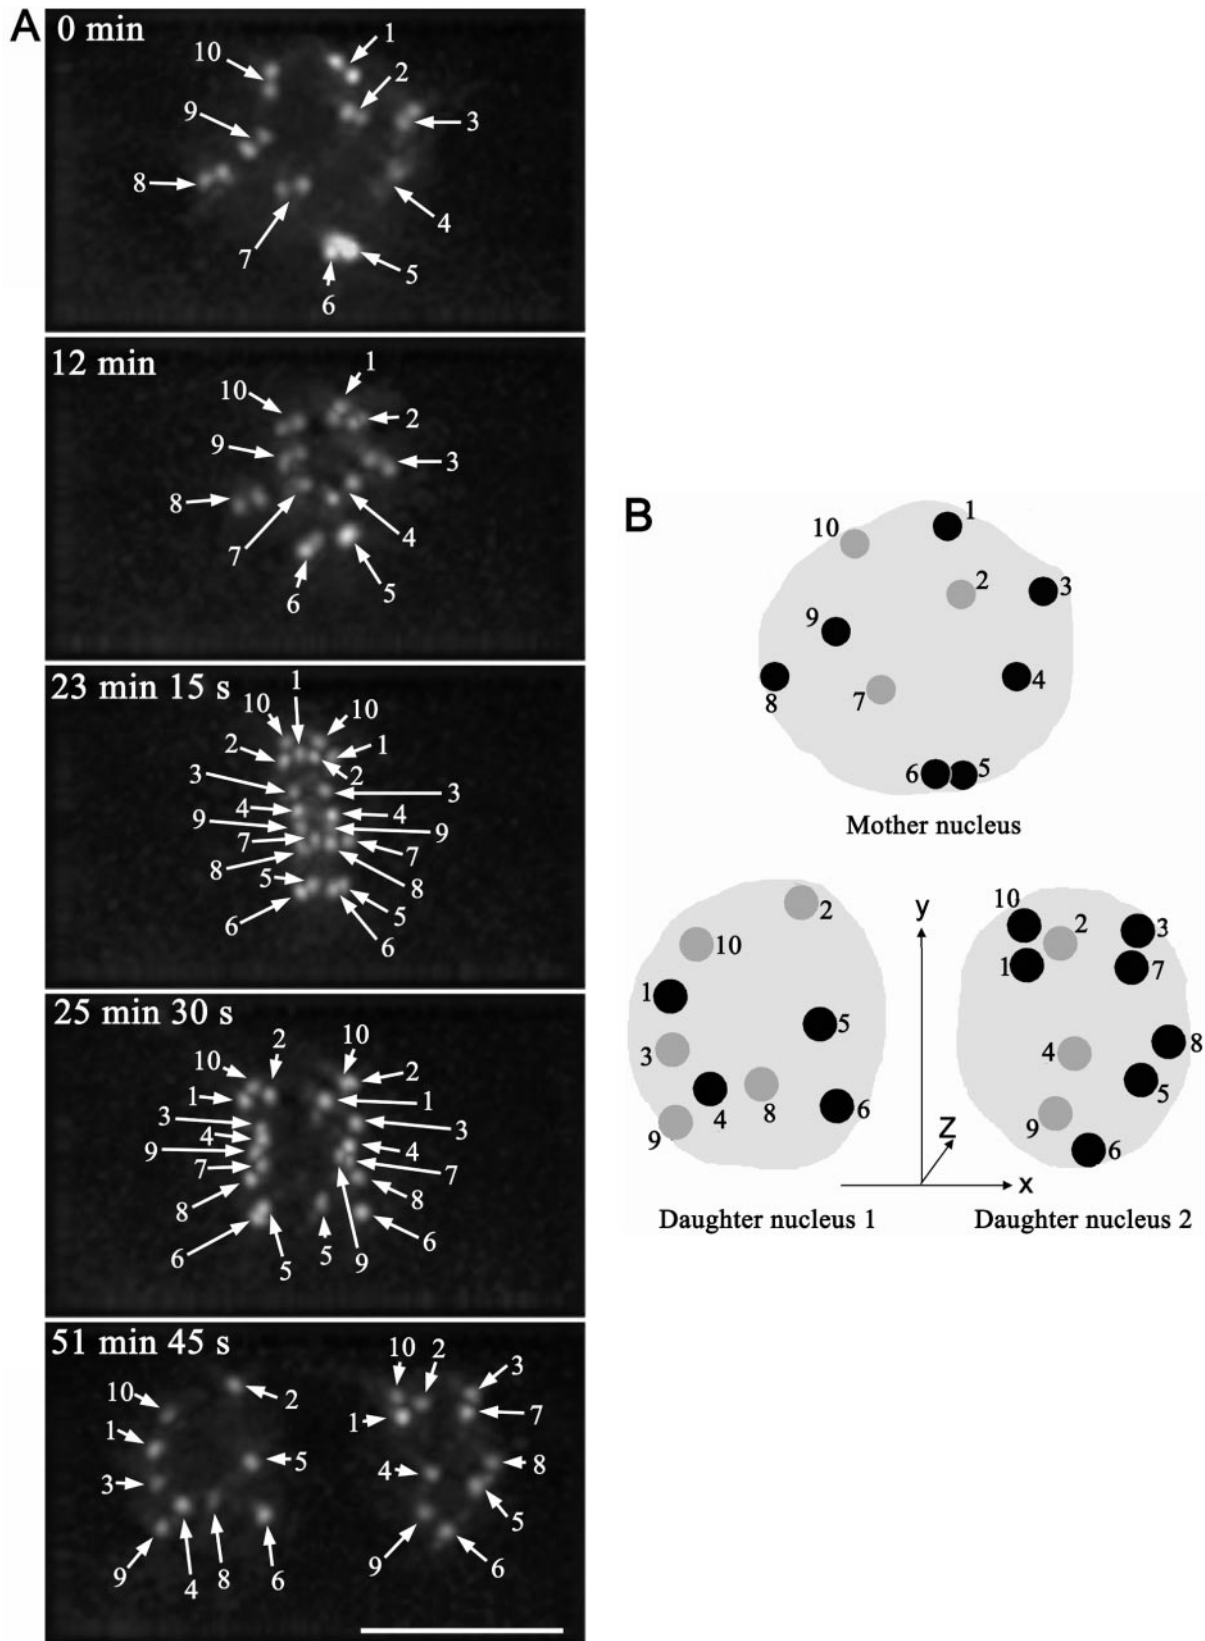 A
0 min
1
10
2
9
3
8
4
7
5
6
12 min
1
10
2
9
3
8
4
7
5
6
23 min 15 s
1
10 10
2 1
3 2
3
4 4
9 9
7 7
8 8
5 5
6 6
25 min 30 s
2 10
10 2
1 1
3 3
4 4
9 7
7 8
8 6
6 5 5 9
51 min 45 s
10 2 3
10 2
1 1 7
3 5 4 8
9 4 8 6 9 6 5
B
1
10
2 3
9
8 7 4
6 5
Mother nucleus
2
10
1
5
3
4 8 6
9
y
z
x
10 2 3
1 7
4 8
5
9
6
Daughter nucleus 1
Daughter nucleus 2